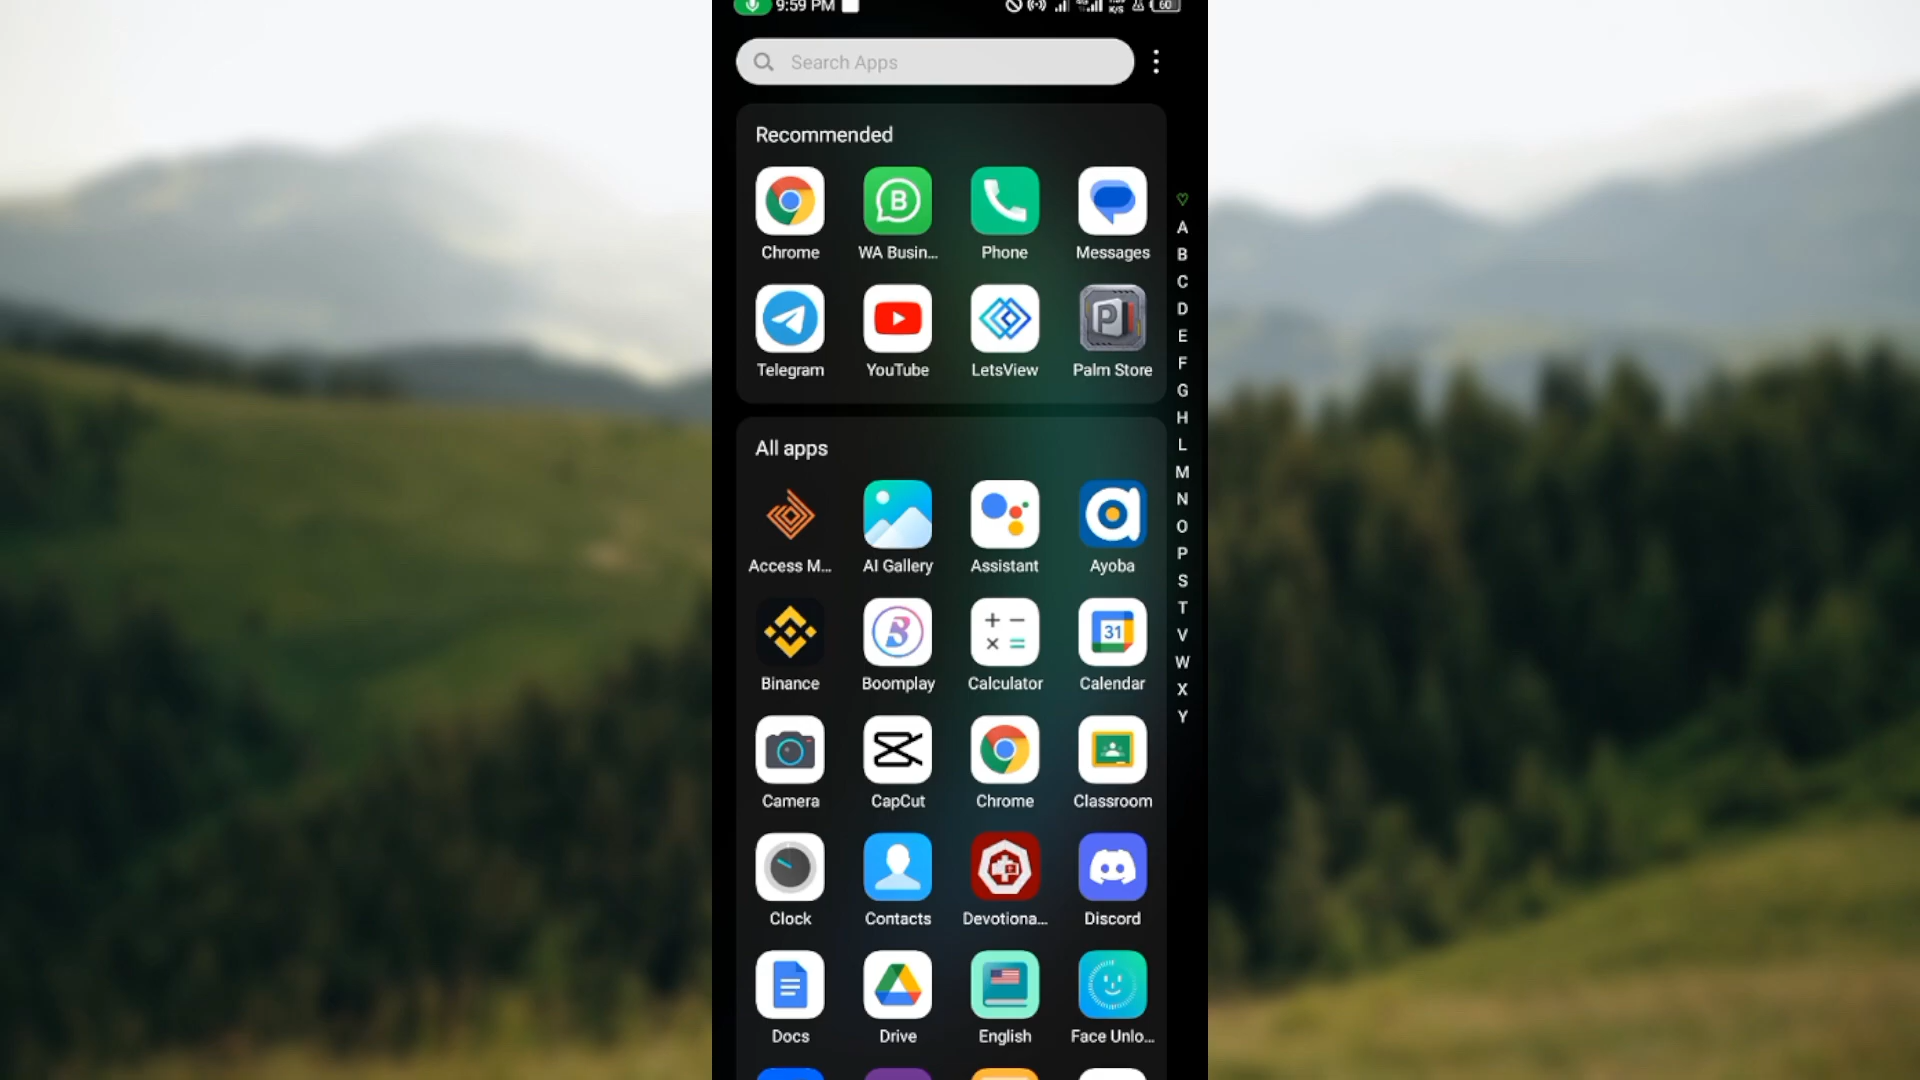 9:59 PM
K/S
60
Search Apps
Recommended
Chrome
WA Busin...
Phone
Messages
Telegram
YouTube
LetsView
Palm Store
All apps
Access M...
AI Gallery
Assistant
Ayoba
31
Binance
Boomplay
Calculator
Calendar
Camera
CapCut
Chrome
Classroom
Clock
Contacts
Devotiona...
Discord
Docs
Drive
English
Face Unlo...
A
B
C
D
E
F
G
H
L
M
N
O
P
S
T
V
W
X
Y